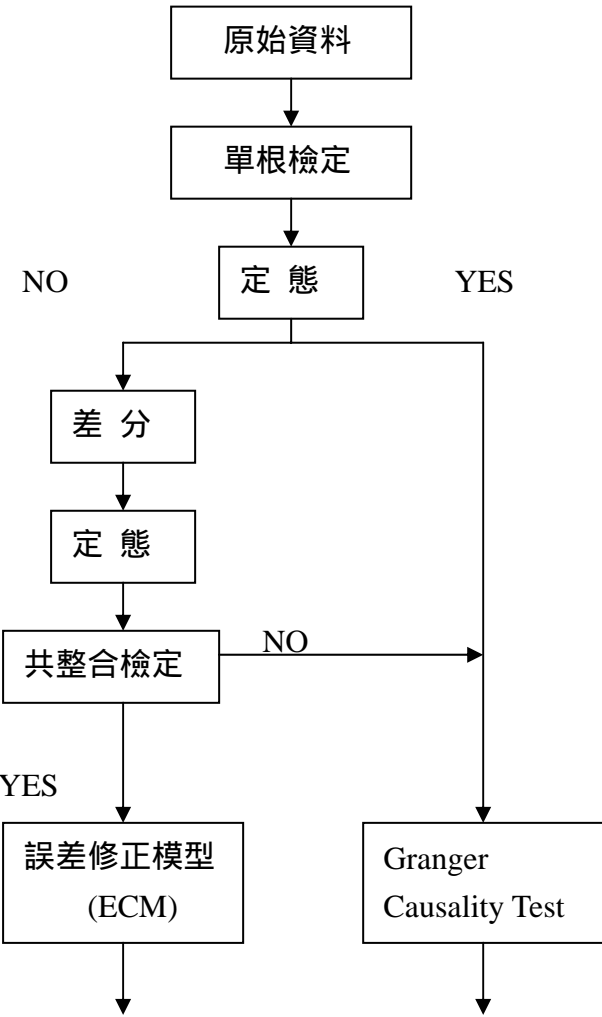 原始資料
單根檢定
NO
定 態
YES
差 分
定 態
共整合檢定
NO
YES
誤差修正模型
(ECM)
Granger
Causality Test